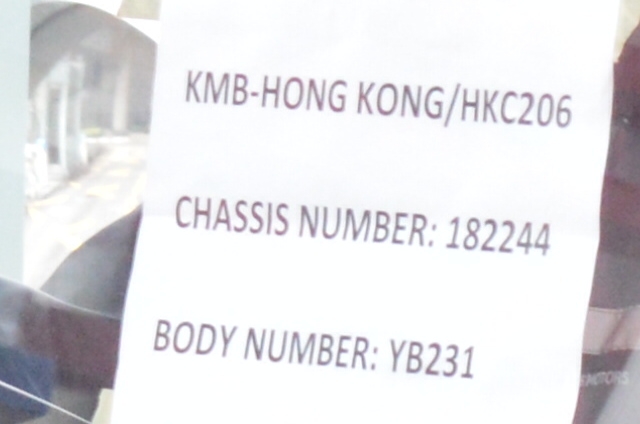 KMB-HONG KONG/HKC206
CHASSIS NUMBER: 182244
BODY NUMBER: YB231